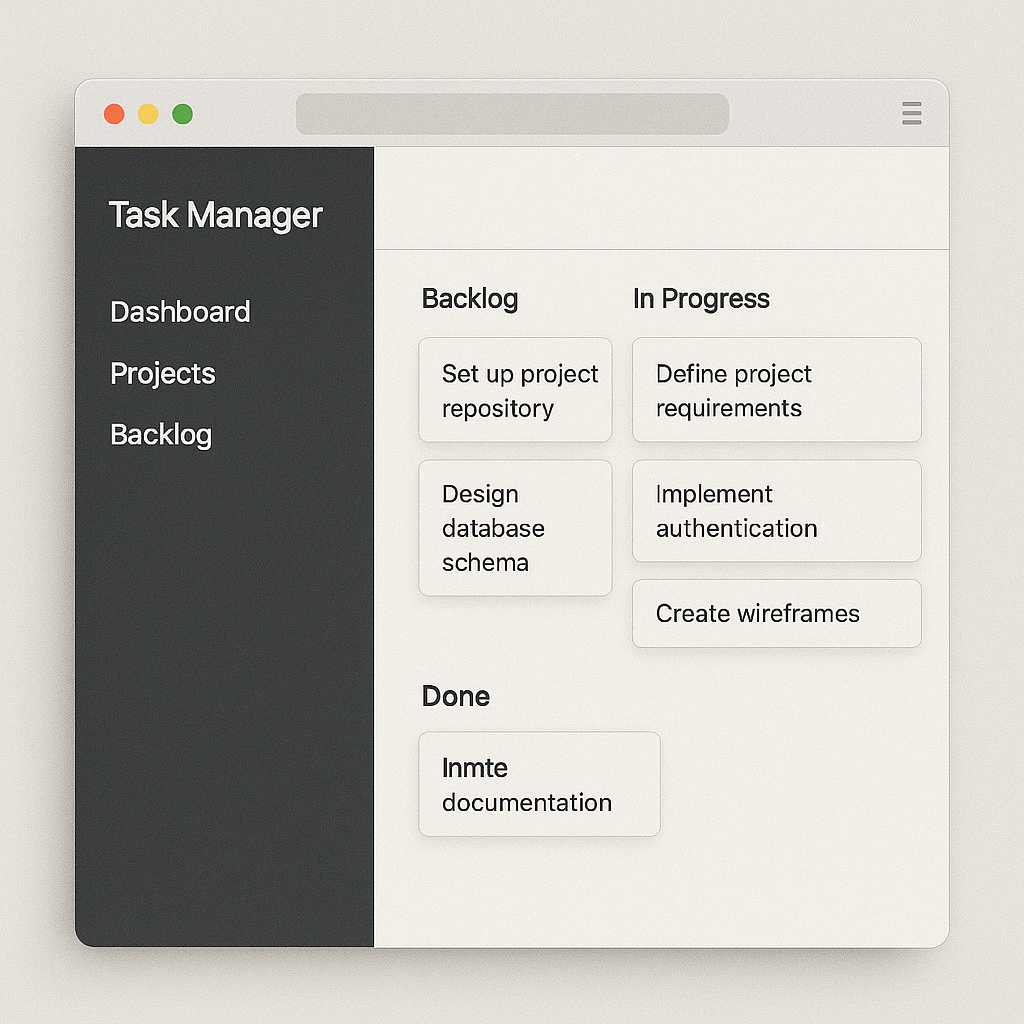 Task Manager
Dashboard
Projects
Backlog
Backlog
Set up project
repository
Design
database
schema
In Progress
Define project
requirements
Implement
authentication
Create wireframes
Done
Inmte
documentation